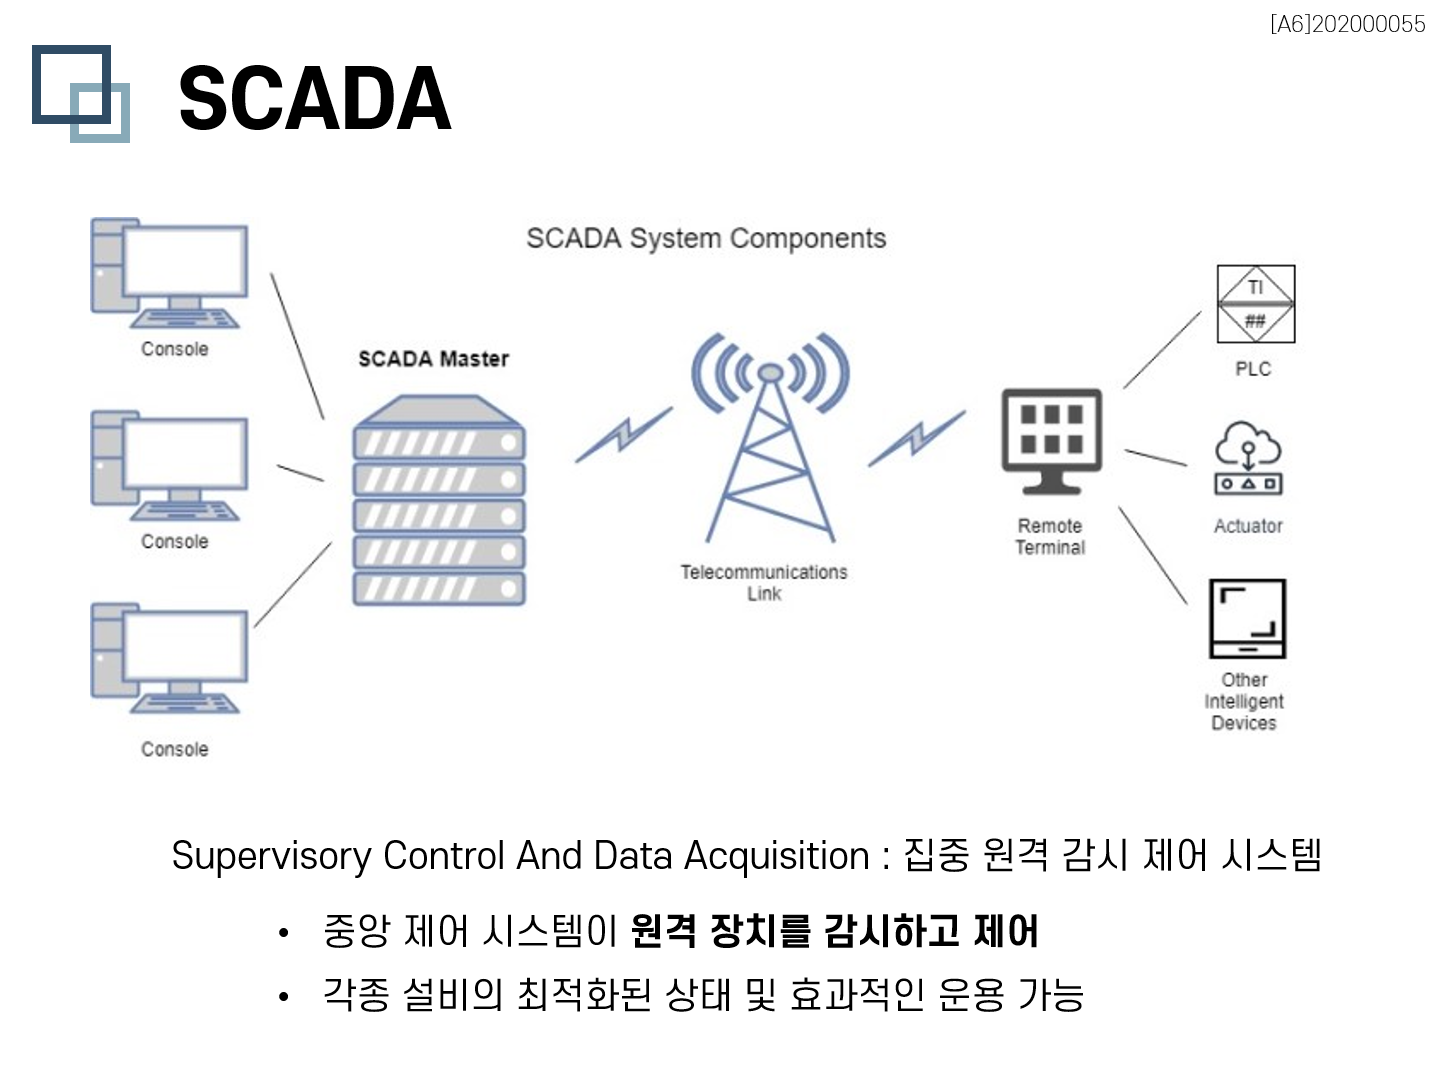 [A6]202000055
SCADA
SCADA System Components
Console
Console
Console
SCADA Master
Telecommunications
Link
Remote
Terminal
TI
##
PLC
Actuator
Other
Intelligent
Devices
Supervisory Control And Data Acquisition : 집중 원격 감시 제어 시스템
• 중앙 제어 시스템이 원격 장치를 감시하고 제어
• 각종 설비의 최적화된 상태 및 효과적인 운용 가능